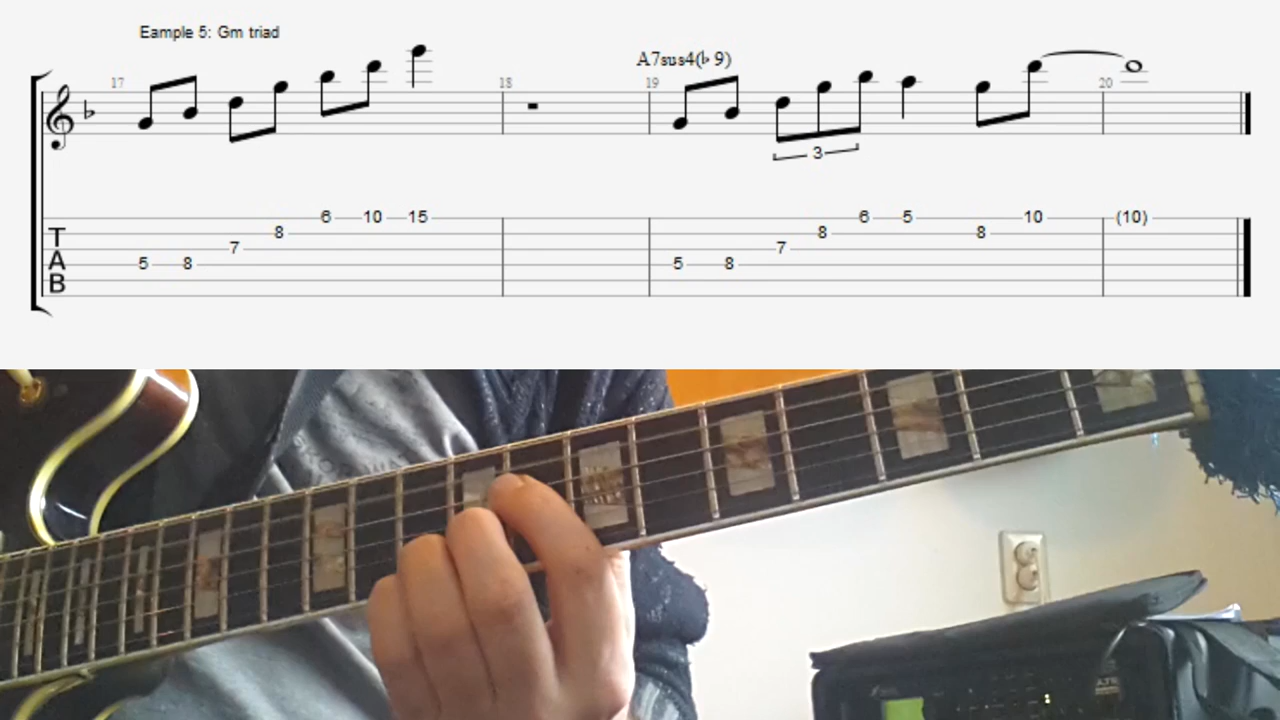 Eample 5: Gm triad
A7sus4(♭9)
17 18 19 20
3
6 10 15 6 5 10 (10)
T 8 8 8
7 7
A 5 8 5 8
B